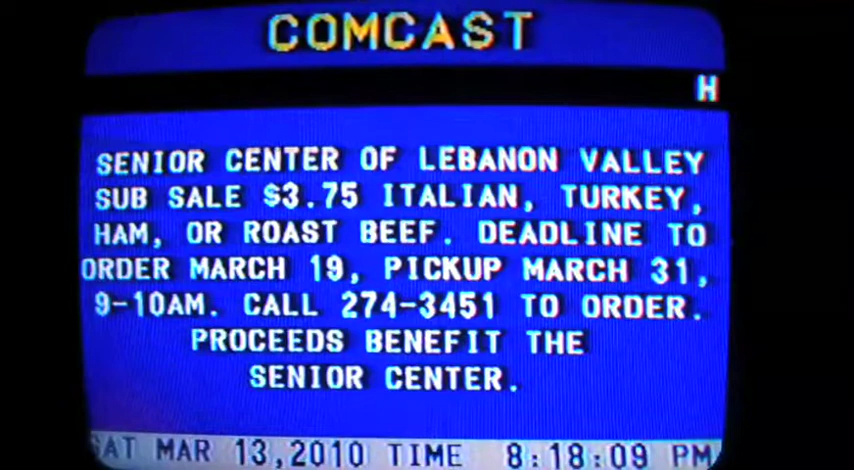 COMCAST
H
SENIOR CENTER OF LEBANON VALLEY
SUB SALE $3.75 ITALIAN, TURKEY,
HAM, OR ROAST BEEF. DEADLINE TO
ORDER MARCH 19, PICKUP MARCH 31,
9-10AM. CALL 274-3451 TO ORDER.
PROCEEDS BENEFIT THE
SENIOR CENTER.
SAT MAR 13,2010 TIME 8:18:09 PM